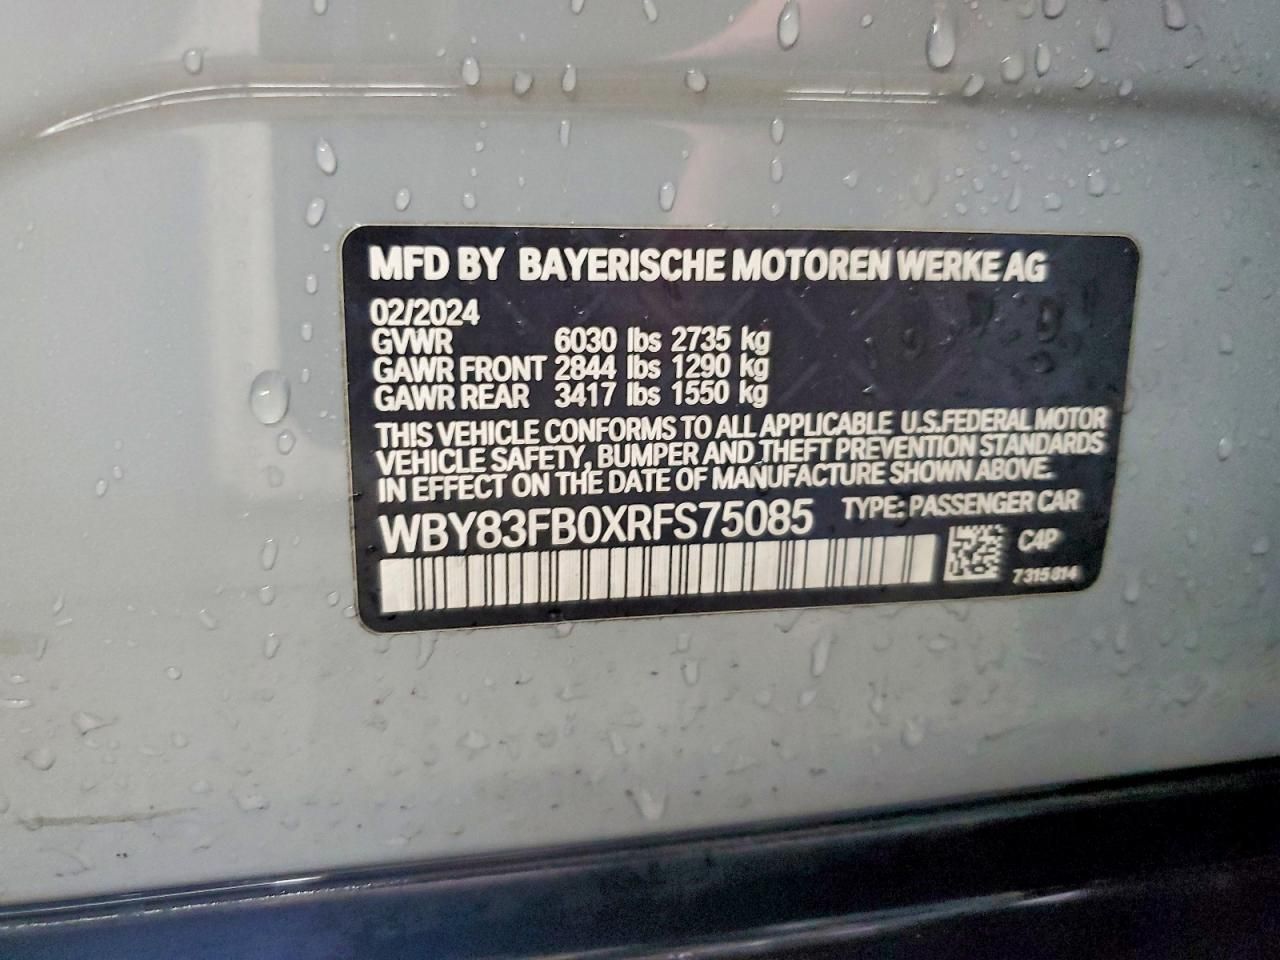 MFD BY BAYERISCHE MOTOREN WERKE AG
02/2024
GVWR 6030 lbs 2735 kg
GAWR FRONT 2844 lbs 1290 kg
GAWR REAR 3417 lbs 1550 kg
THIS VEHICLE CONFORMS TO ALL APPLICABLE U.S.FEDERAL MOTOR
VEHICLE SAFETY, BUMPER AND THEFT PREVENTION STANDARDS
IN EFFECT ON THE DATE OF MANUFACTURE SHOWN ABOVE.
WBY83FB0XRFS75085 TYPE: PASSENGER CAR
C4P
7315814